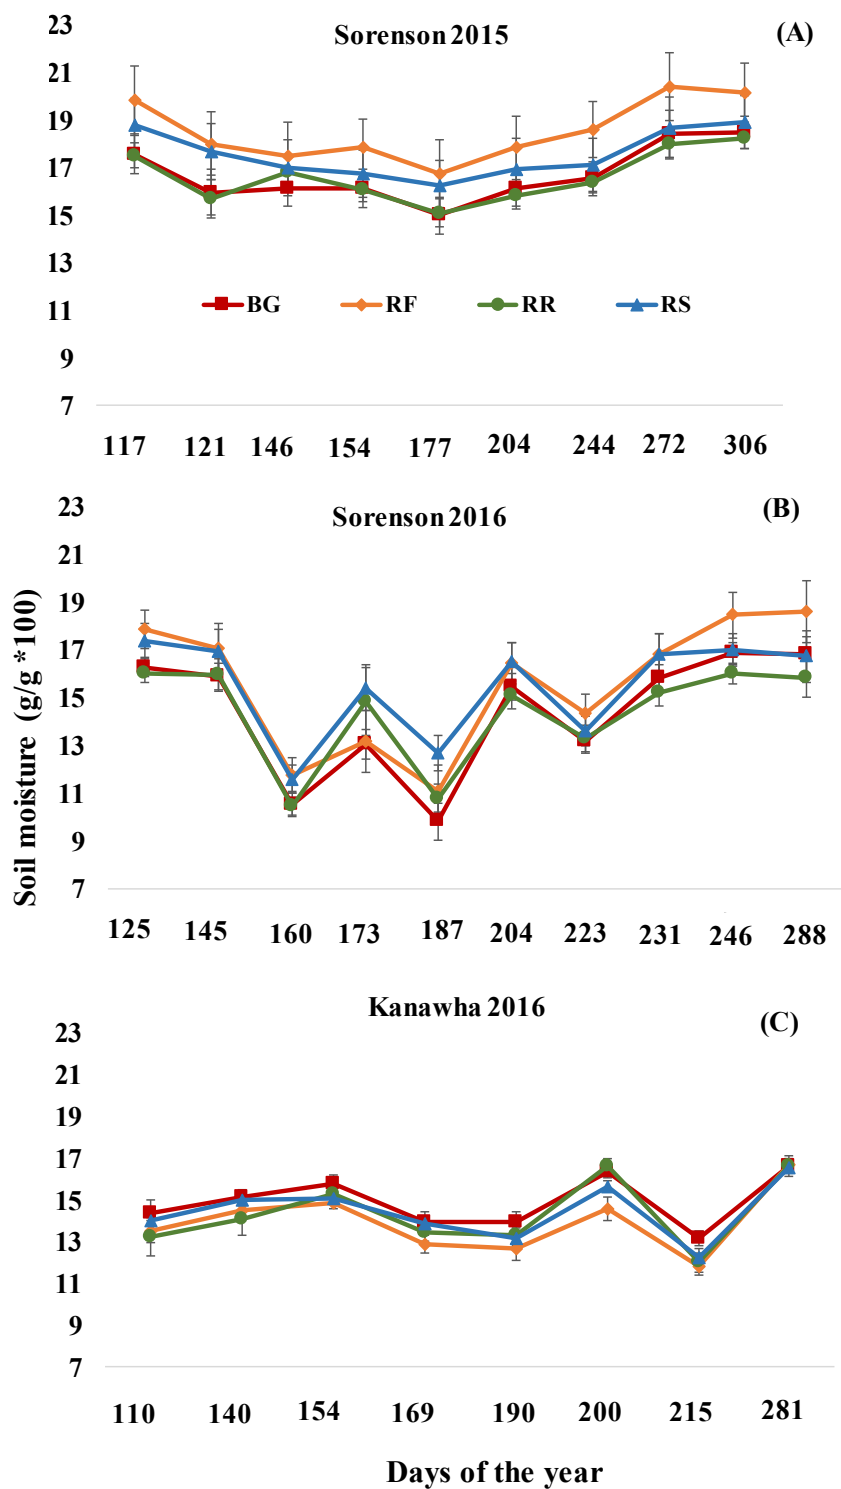 Sorenson 2015
(A)
23
21
19
17
15
13
11
9
7
BG RF RR RS
117 121 146 154 177 204 244 272 306
Sorenson 2016
(B)
23
21
19
17
15
13
11
9
7
125 145 160 173 187 204 223 231 246 288
Soil moisture (g/g *100)
Kanawha 2016
(C)
23
21
19
17
15
13
11
9
7
110 140 154 169 190 200 215 281
Days of the year